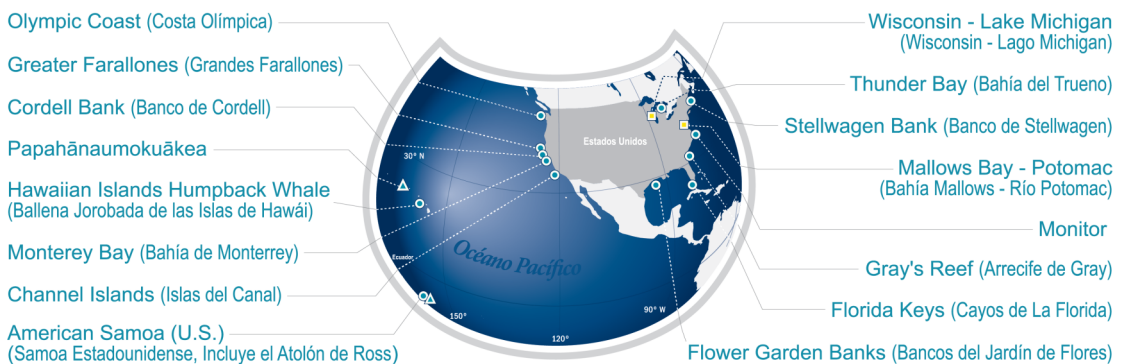 Olympic Coast (Costa Olímpica)
Greater Farallones (Grandes Farallones)
Cordell Bank (Banco de Cordell)
Papahānaumokuākea
Hawaiian Islands Humpback Whale
(Ballena Jorobada de las Islas de Hawái)
Monterey Bay (Bahía de Monterrey)
Channel Islands (Islas del Canal)
American Samoa (U.S.)
(Samoa Estadounidense, Incluye el Atolón de Ross)
30° N
Estados Unidos
Océano Pacífico
Ecuador
150°
120°
90° W
Wisconsin - Lake Michigan
(Wisconsin - Lago Michigan)
Thunder Bay (Bahía del Trueno)
Stellwagen Bank (Banco de Stellwagen)
Mallows Bay - Potomac
(Bahía Mallows - Río Potomac)
Monitor
Gray's Reef (Arrecife de Gray)
Florida Keys (Cayos de La Florida)
Flower Garden Banks (Bancos del Jardín de Flores)